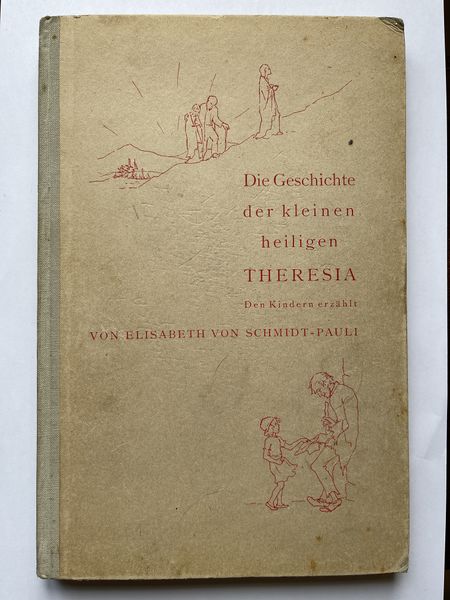 Die Geschichte
der kleinen
heiligen
THERESIA
Den Kindern erzählt
VON ELISABETH VON SCHMIDT-PAULI